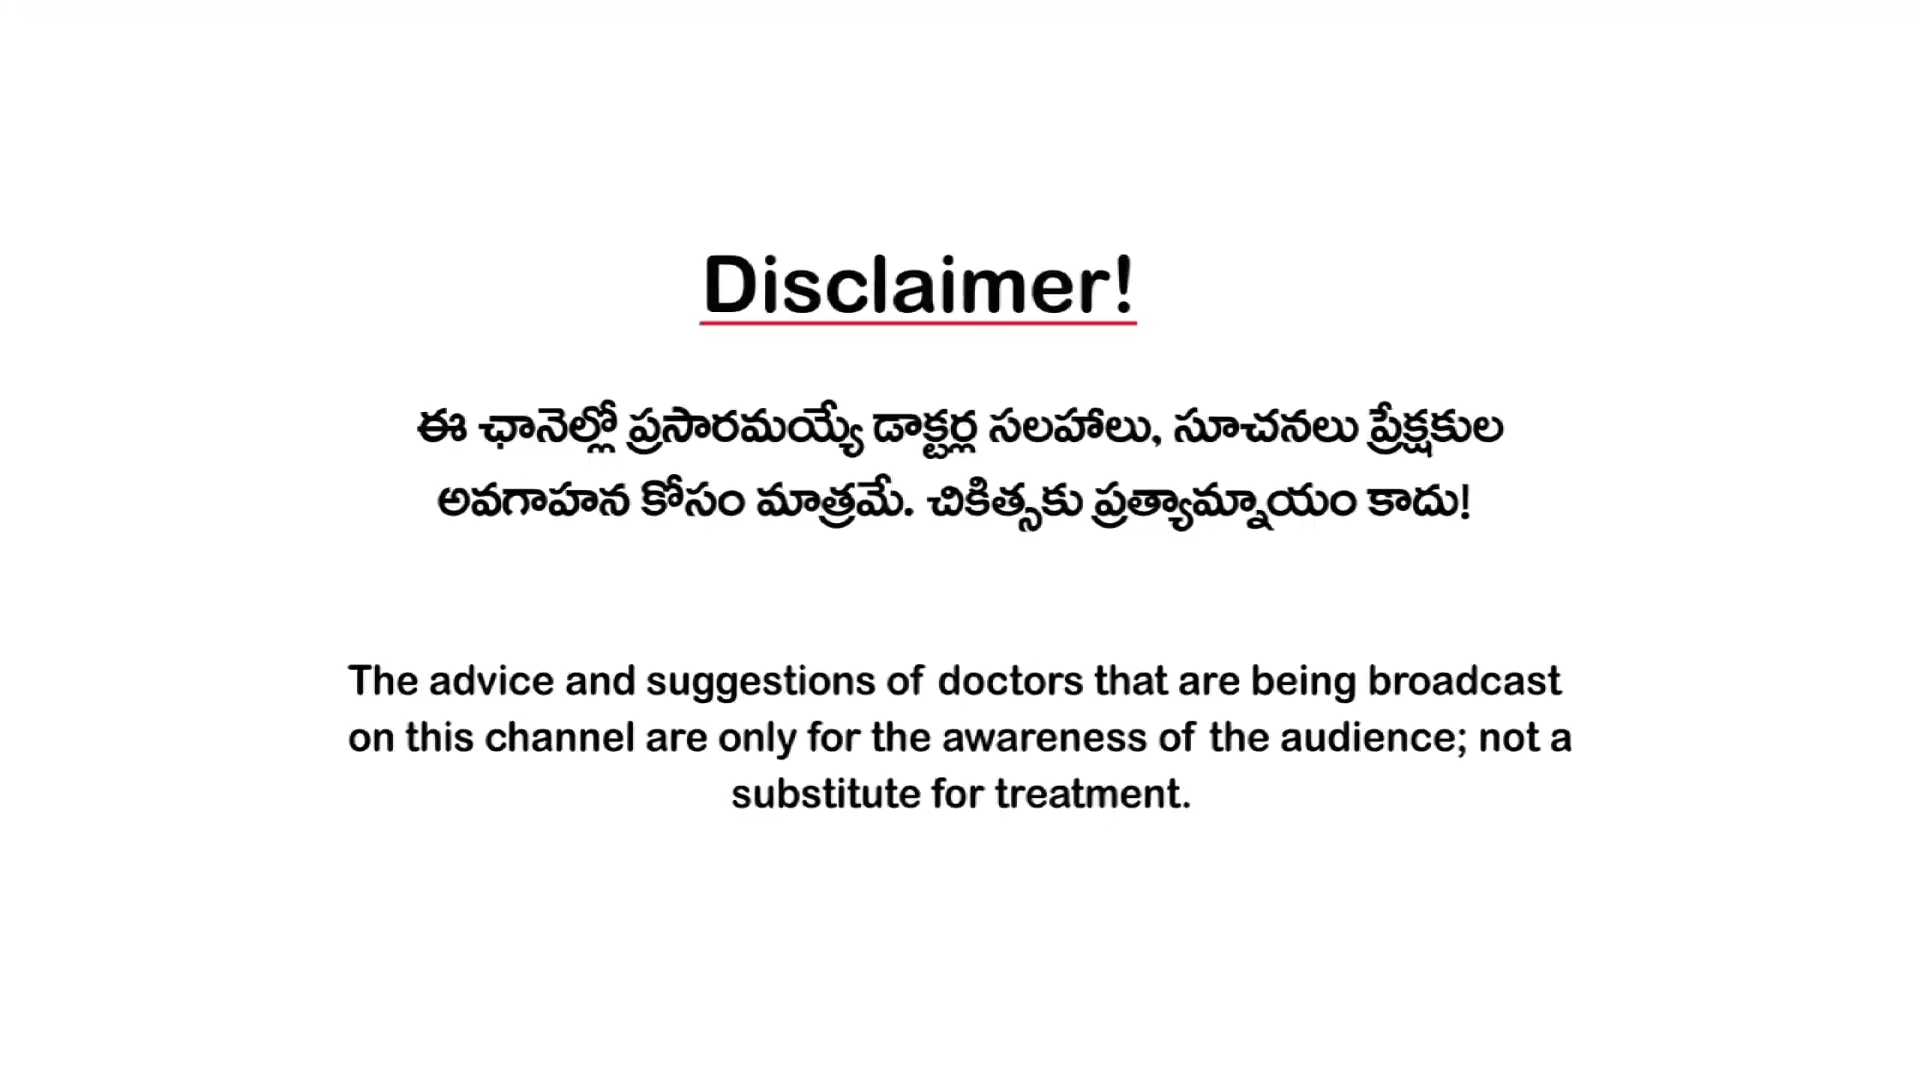 Disclaimer!
ఈ ఛానెల్లో ప్రసారమయ్యే డాక్టర్ల సలహాలు, సూచనలు ప్రేక్షకుల
అవగాహన కోసం మాత్రమే. చికిత్సకు ప్రత్యామ్నాయం కాదు!
The advice and suggestions of doctors that are being broadcast
on this channel are only for the awareness of the audience; not a
substitute for treatment.